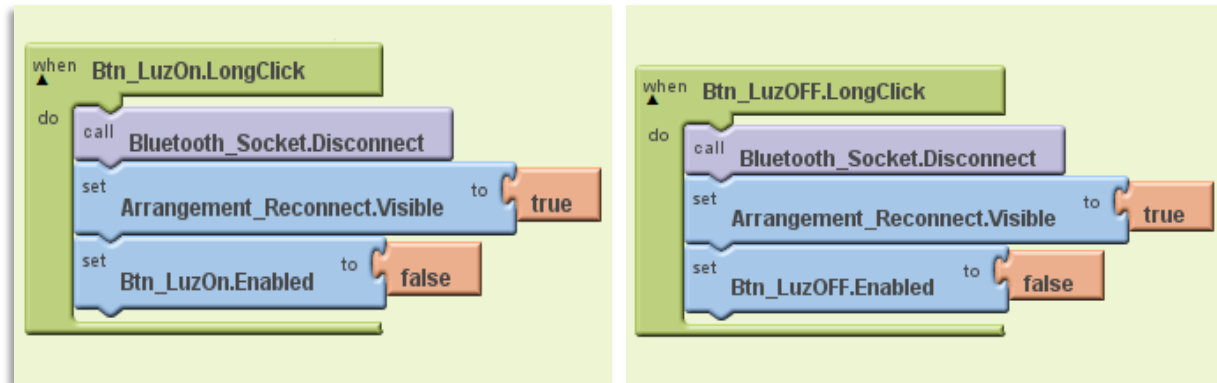 when Btn_LuzOn.LongClick
do
call Bluetooth_Socket.Disconnect
set Arrangement_Reconnect.Visible to true
set Btn_LuzOn.Enabled to false
when Btn_LuzOFF.LongClick
do
call Bluetooth_Socket.Disconnect
set Arrangement_Reconnect.Visible to true
set Btn_LuzOFF.Enabled to false